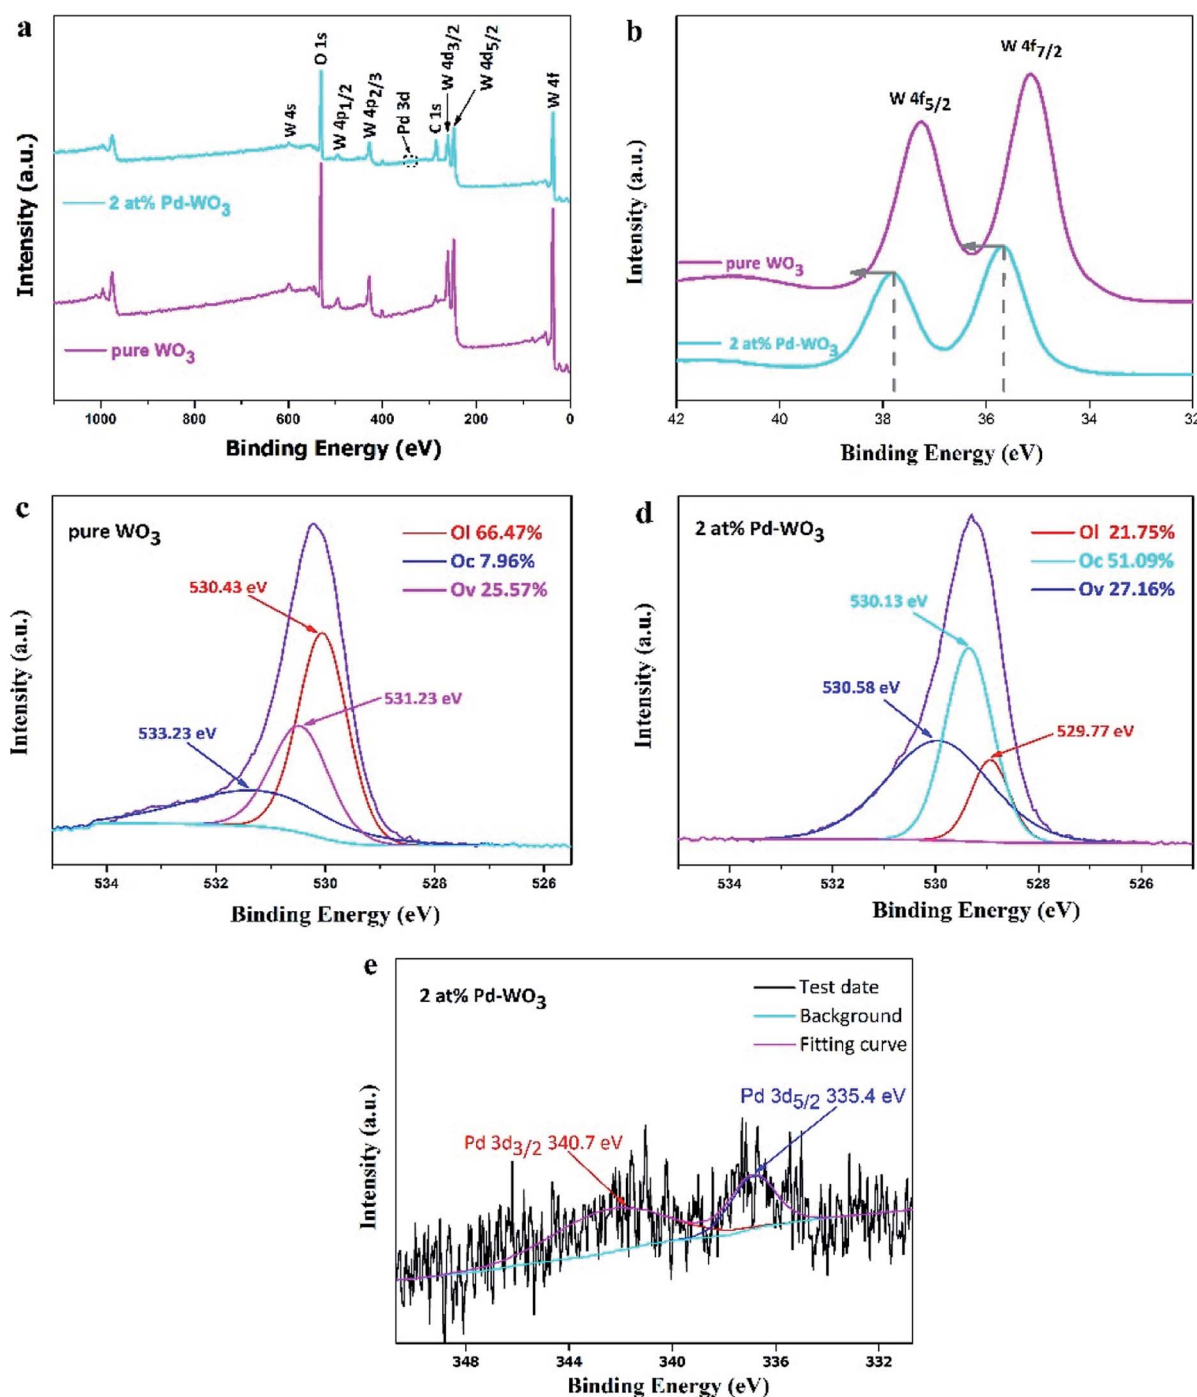 a
Intensity (a.u.)
W 4s
O 1s
W 4p1/2
W 4p2/3
Pd 3d
C 1s
W 4d3/2
W 4d5/2
W 4f
2 at% Pd-WO3
pure WO3
1000 800 600 400 200 0
Binding Energy (eV)
b
Intensity (a.u.)
W 4f5/2
W 4f7/2
pure WO3
2 at% Pd-WO3
42 40 38 36 34 32
Binding Energy (eV)
c
pure WO3
Intensity (a.u.)
Ol 66.47%
Oc 7.96%
Ov 25.57%
530.43 eV
531.23 eV
533.23 eV
534 532 530 528 526
Binding Energy (eV)
d
2 at% Pd-WO3
Intensity (a.u.)
Ol 21.75%
Oc 51.09%
Ov 27.16%
530.13 eV
530.58 eV
529.77 eV
534 532 530 528 526
Binding Energy (eV)
e
2 at% Pd-WO3
Intensity (a.u.)
Test date
Background
Fitting curve
Pd 3d5/2 335.4 eV
Pd 3d3/2 340.7 eV
348 344 340 336 332
Binding Energy (eV)